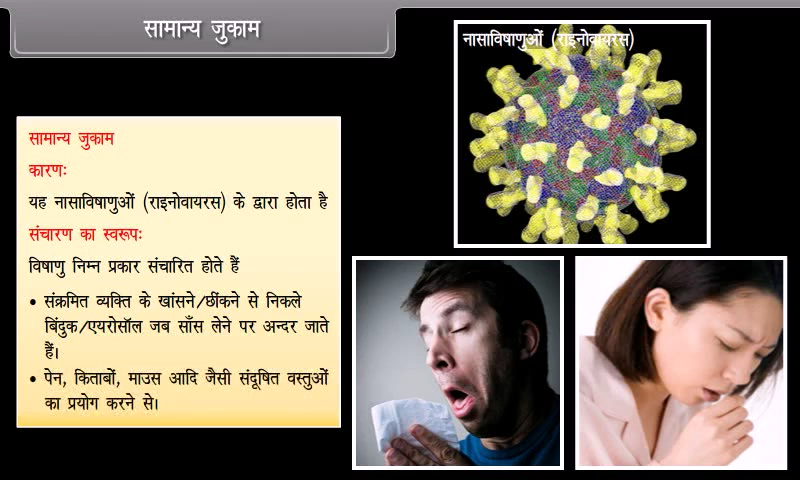 सामान्य जुकाम
नासाविषाणुओं (राइनोवायरस)
सामान्य जुकाम
कारणः
यह नासाविषाणुओं (राइनोवायरस) के द्वारा होता है
संचारण का स्वरूपः
विषाणु निम्न प्रकार संचारित होते हैं
• संक्रमित व्यक्ति के खांसने/छींकने से निकले
बिंदुक/एयरोसॉल जब साँस लेने पर अन्दर जाते
हैं।
• पेन, किताबों, माउस आदि जैसी संदूषित वस्तुओं
का प्रयोग करने से।